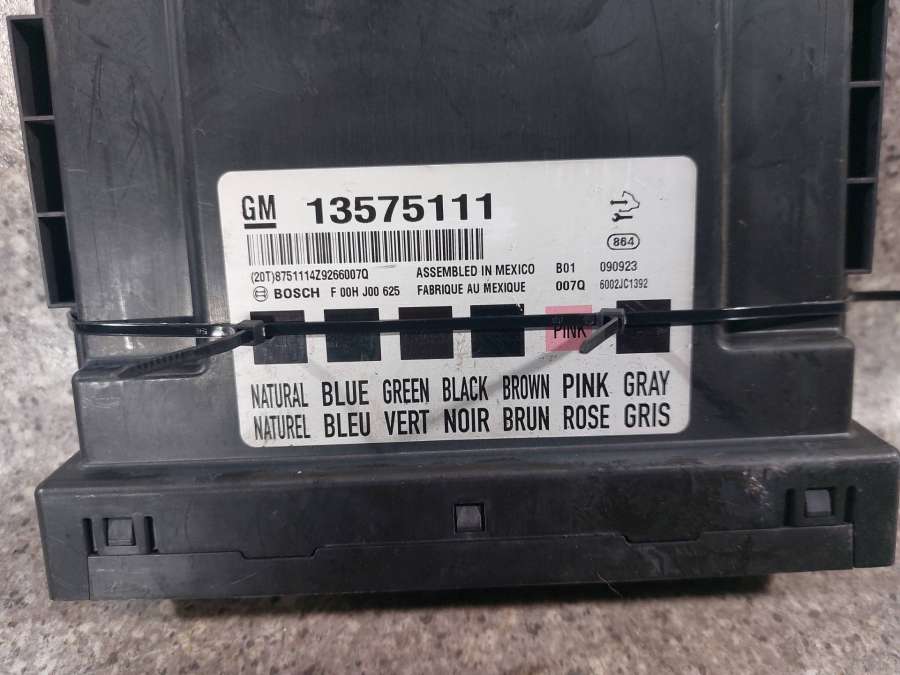 GM 13575111
864
(20T)8751114Z9266007Q ASSEMBLED IN MEXICO B01 090923
BOSCH F 00H J00 625 FABRIQUE AU MEXIQUE 007Q 6002JC1392
PINK
NATURAL BLUE GREEN BLACK BROWN PINK GRAY
NATUREL BLEU VERT NOIR BRUN ROSE GRIS